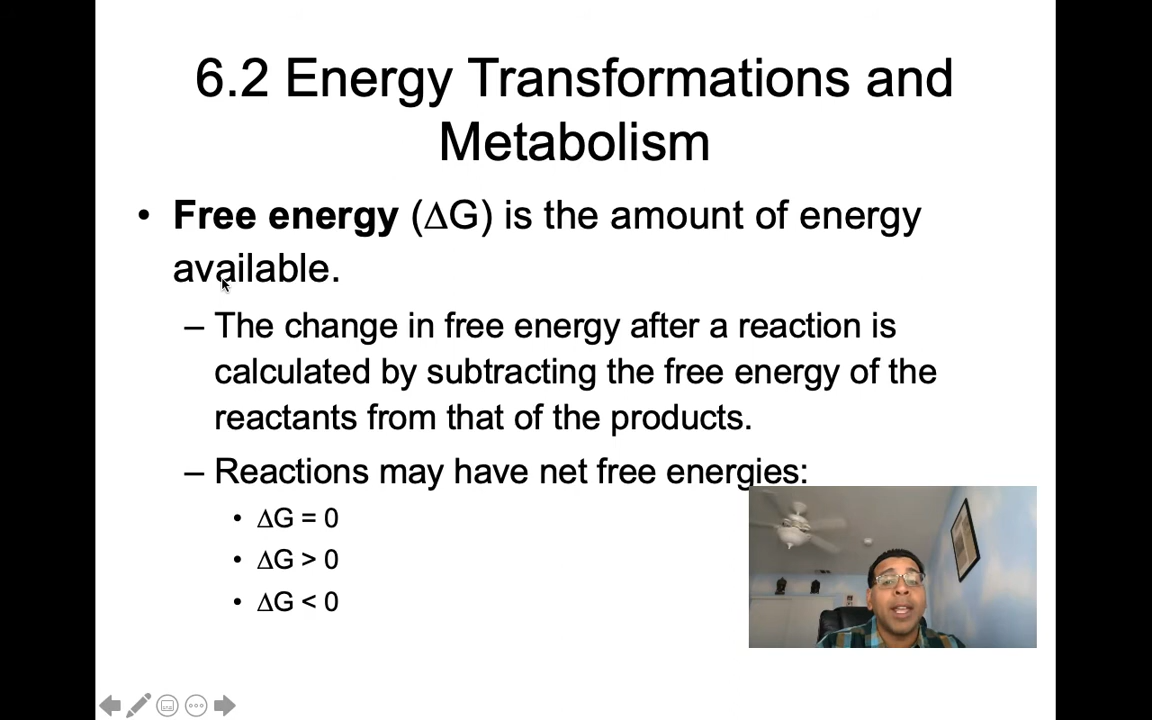 6.2 Energy Transformations and
Metabolism
• Free energy (∆G) is the amount of energy
available.
– The change in free energy after a reaction is
calculated by subtracting the free energy of the
reactants from that of the products.
– Reactions may have net free energies:
• ∆G = 0
• ∆G > 0
• ∆G < 0